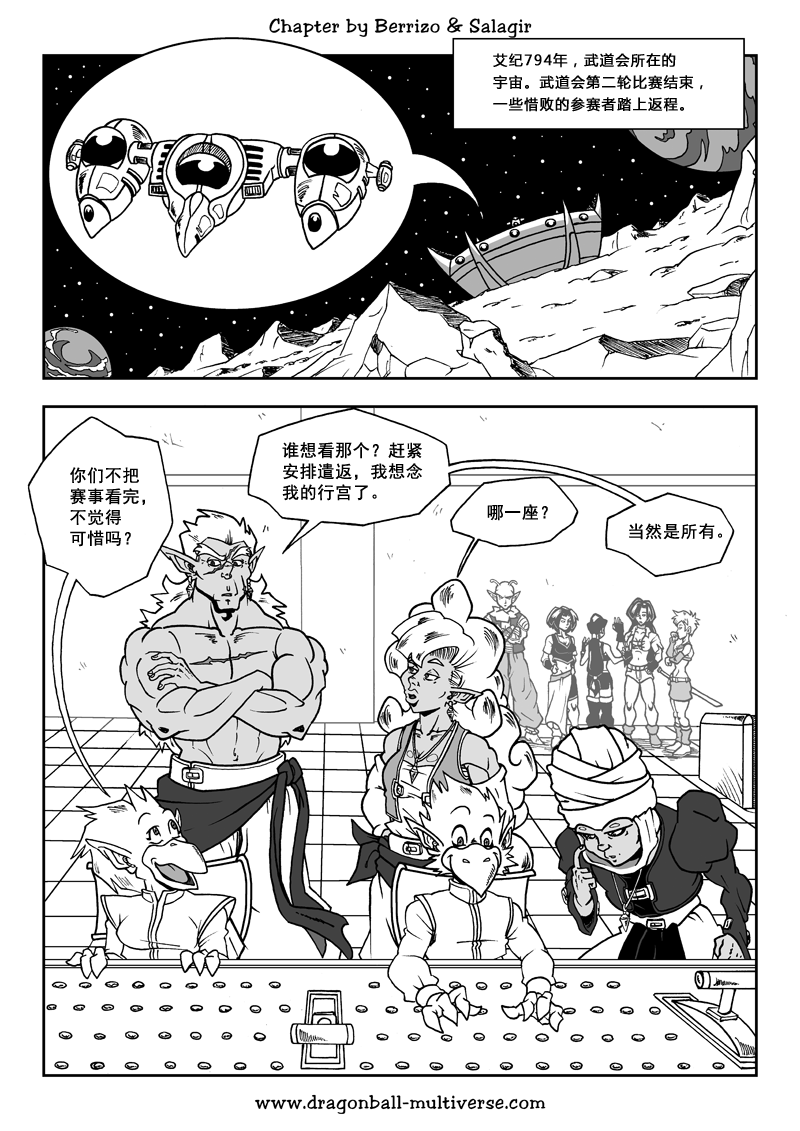 Chapter by Berrizo & Salagir
艾纪794年，武道会所在的
宇宙。武道会第二轮比赛结束，
一些惜败的参赛者踏上返程。
你们不把
赛事看完，
不觉得
可惜吗？
谁想看那个？赶紧
安排遣返，我想念
我的行宫了。
哪一座？
当然是所有。
www.dragonball-multiverse.com